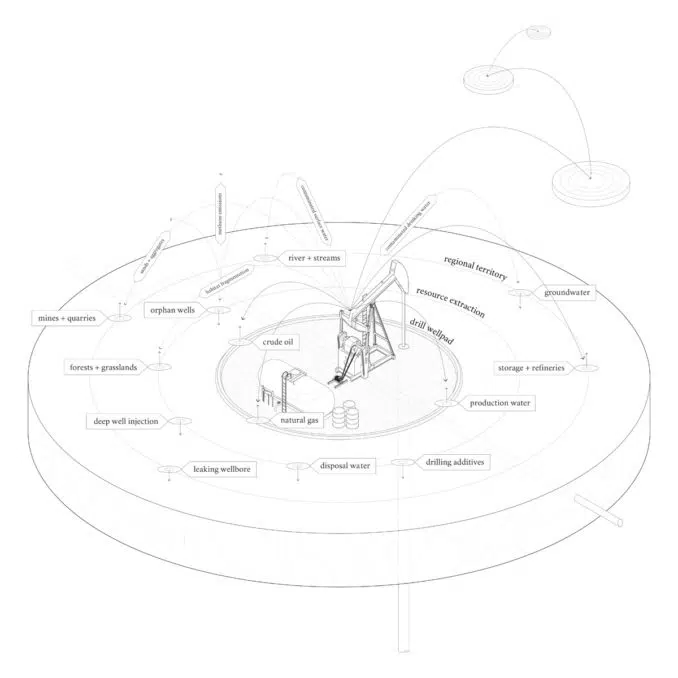 methane emissions
contaminated surface water
contaminated drinking water
sands + aggregates
habitat fragmentation
river + streams
regional territory
resource extraction
drill wellpad
groundwater
orphan wells
mines + quarries
crude oil
forests + grasslands
storage + refineries
production water
deep well injection
natural gas
leaking wellbore
disposal water
drilling additives